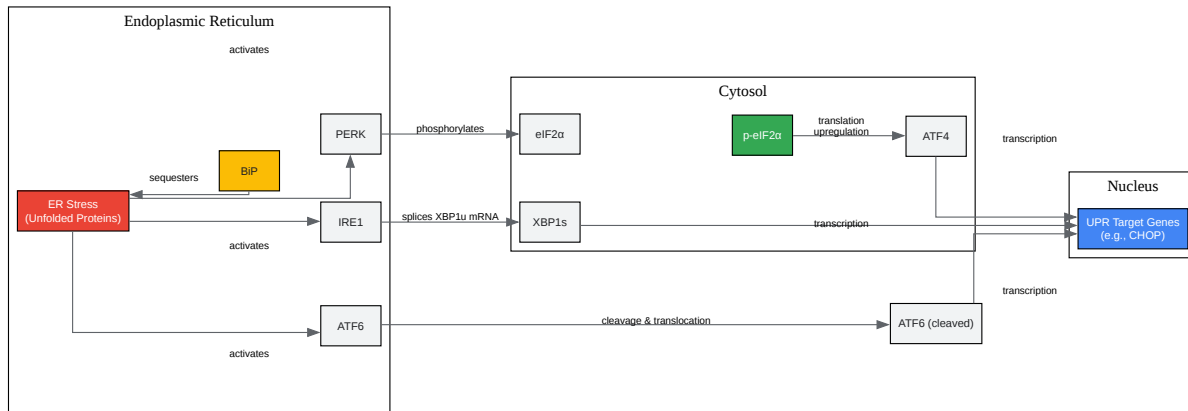 Endoplasmic Reticulum
activates
Cytosol
PERK
phosphorylates
eIF2α
p-eIF2α
translation
upregulation
ATF4
transcription
sequesters
BiP
Nucleus
ER Stress
(Unfolded Proteins)
IRE1
splices XBP1u mRNA
XBP1s
transcription
UPR Target Genes
(e.g., CHOP)
activates
transcription
ATF6
cleavage & translocation
ATF6 (cleaved)
activates